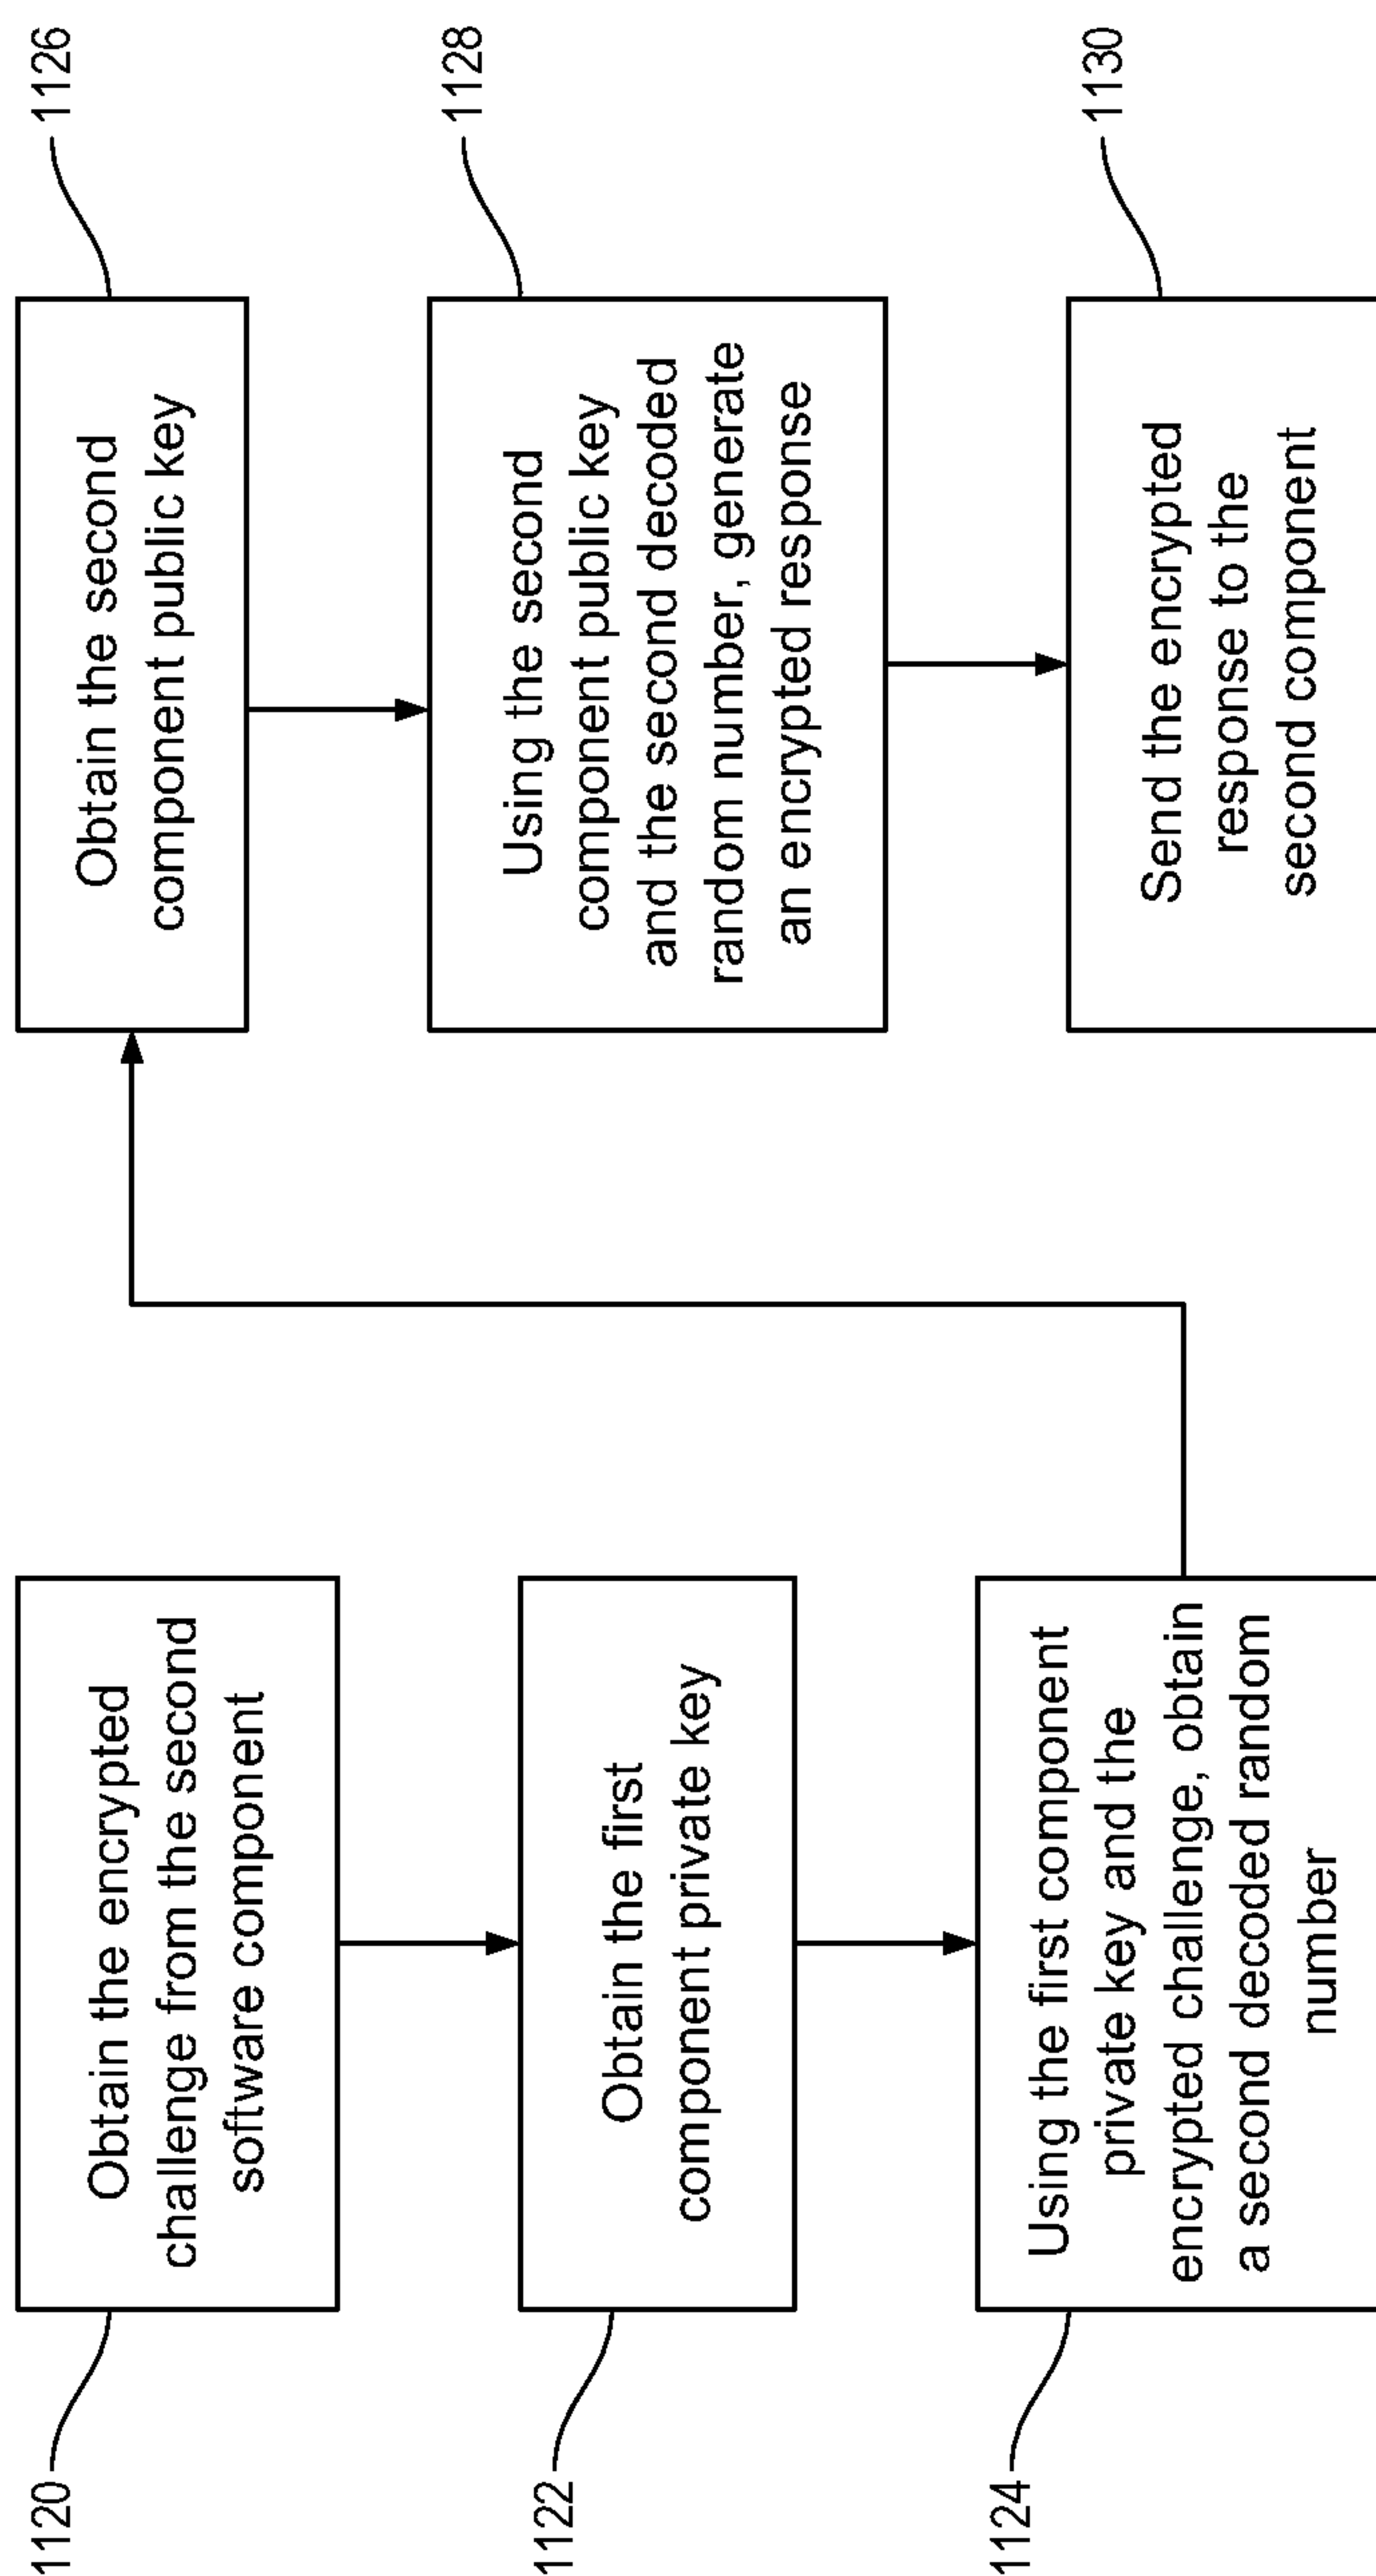 1120
Obtain the encrypted
challenge from the second
software component
1122
Obtain the first
component private key
1124
Using the first component
private key and the
encrypted challenge, obtain
a second decoded random
number
1126
Obtain the second
component public key
1128
Using the second
component public key
and the second decoded
random number, generate
an encrypted response
1130
Send the encrypted
response to the
second component